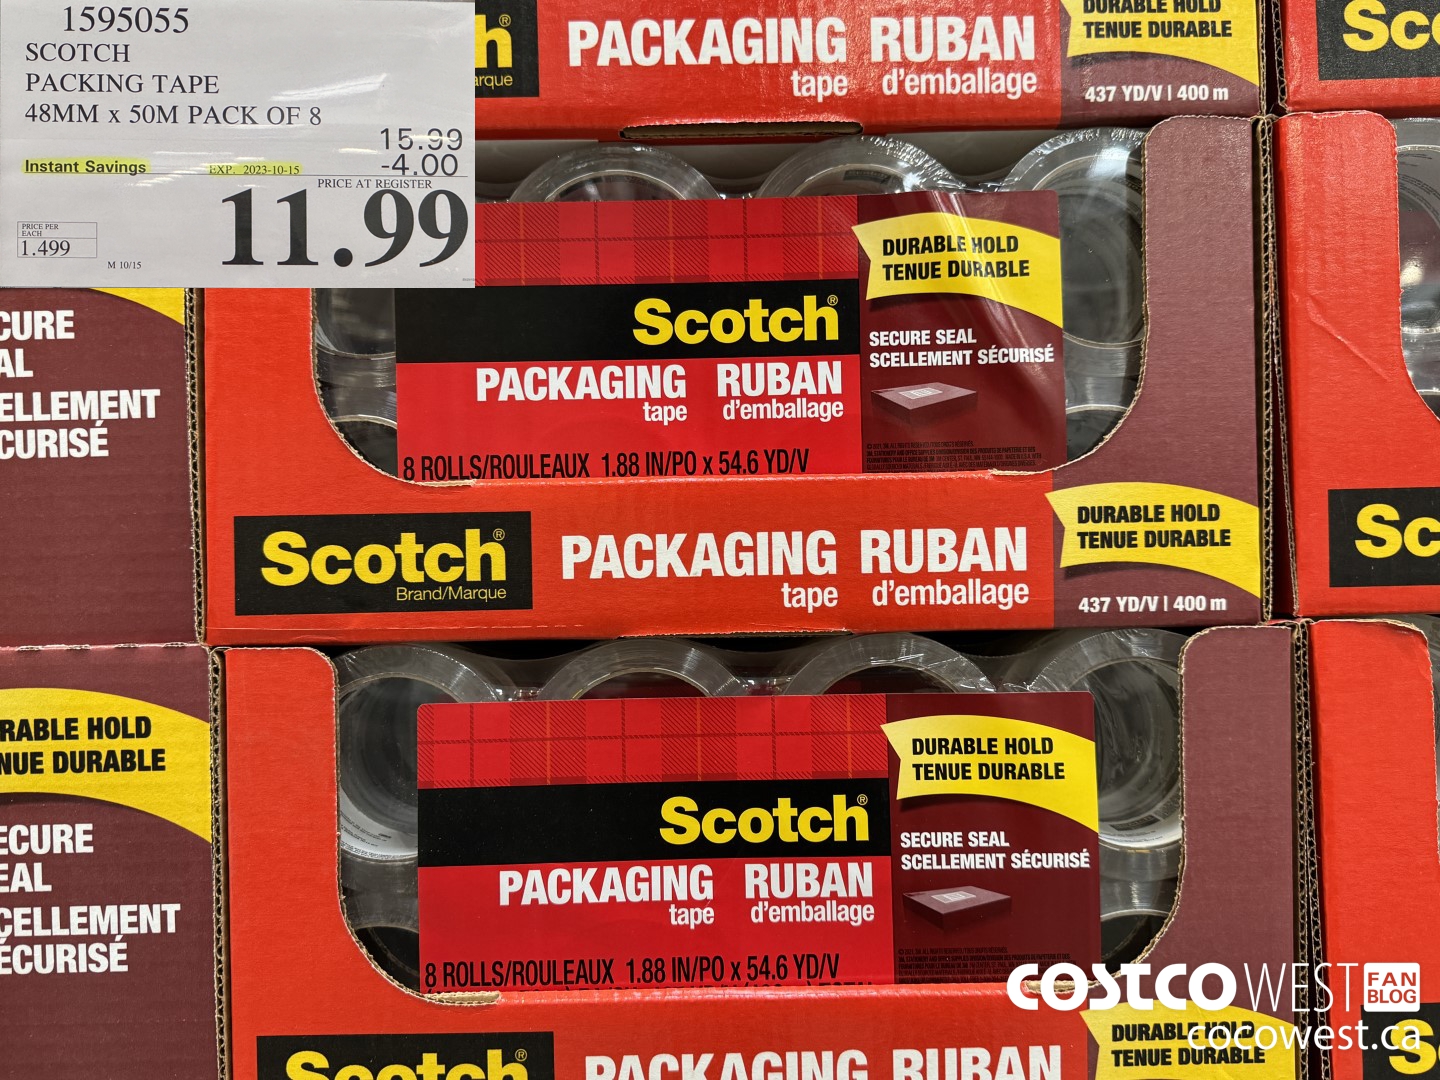 1595055
SCOTCH
PACKING TAPE
48MM x 50M PACK OF 8
15.99
Instant Savings EXP. 2023-10-15 -4.00
PRICE AT REGISTER
11.99
PRICE PER
EACH
1.499
M 10/15
PACKAGING RUBAN
tape d'emballage
DURABLE HOLD
TENUE DURABLE
437 YD/V | 400 m
DURABLE HOLD
TENUE DURABLE
Scotch®
SECURE SEAL
SCELLEMENT SÉCURISÉ
PACKAGING RUBAN
tape d'emballage
8 ROLLS/ROULEAUX 1.88 IN/PO x 54.6 YD/V
Scotch®
Brand/Marque
PACKAGING RUBAN
tape d'emballage
DURABLE HOLD
TENUE DURABLE
437 YD/V | 400 m
DURABLE HOLD
TENUE DURABLE
Scotch®
SECURE SEAL
SCELLEMENT SÉCURISÉ
PACKAGING RUBAN
tape d'emballage
8 ROLLS/ROULEAUX 1.88 IN/PO x 54.6 YD/V
Scotch®
PACKAGING RUBAN
DURABLE HOLD
TENUE DURABLE
COSTCO WEST FAN BLOG
cocowest.ca